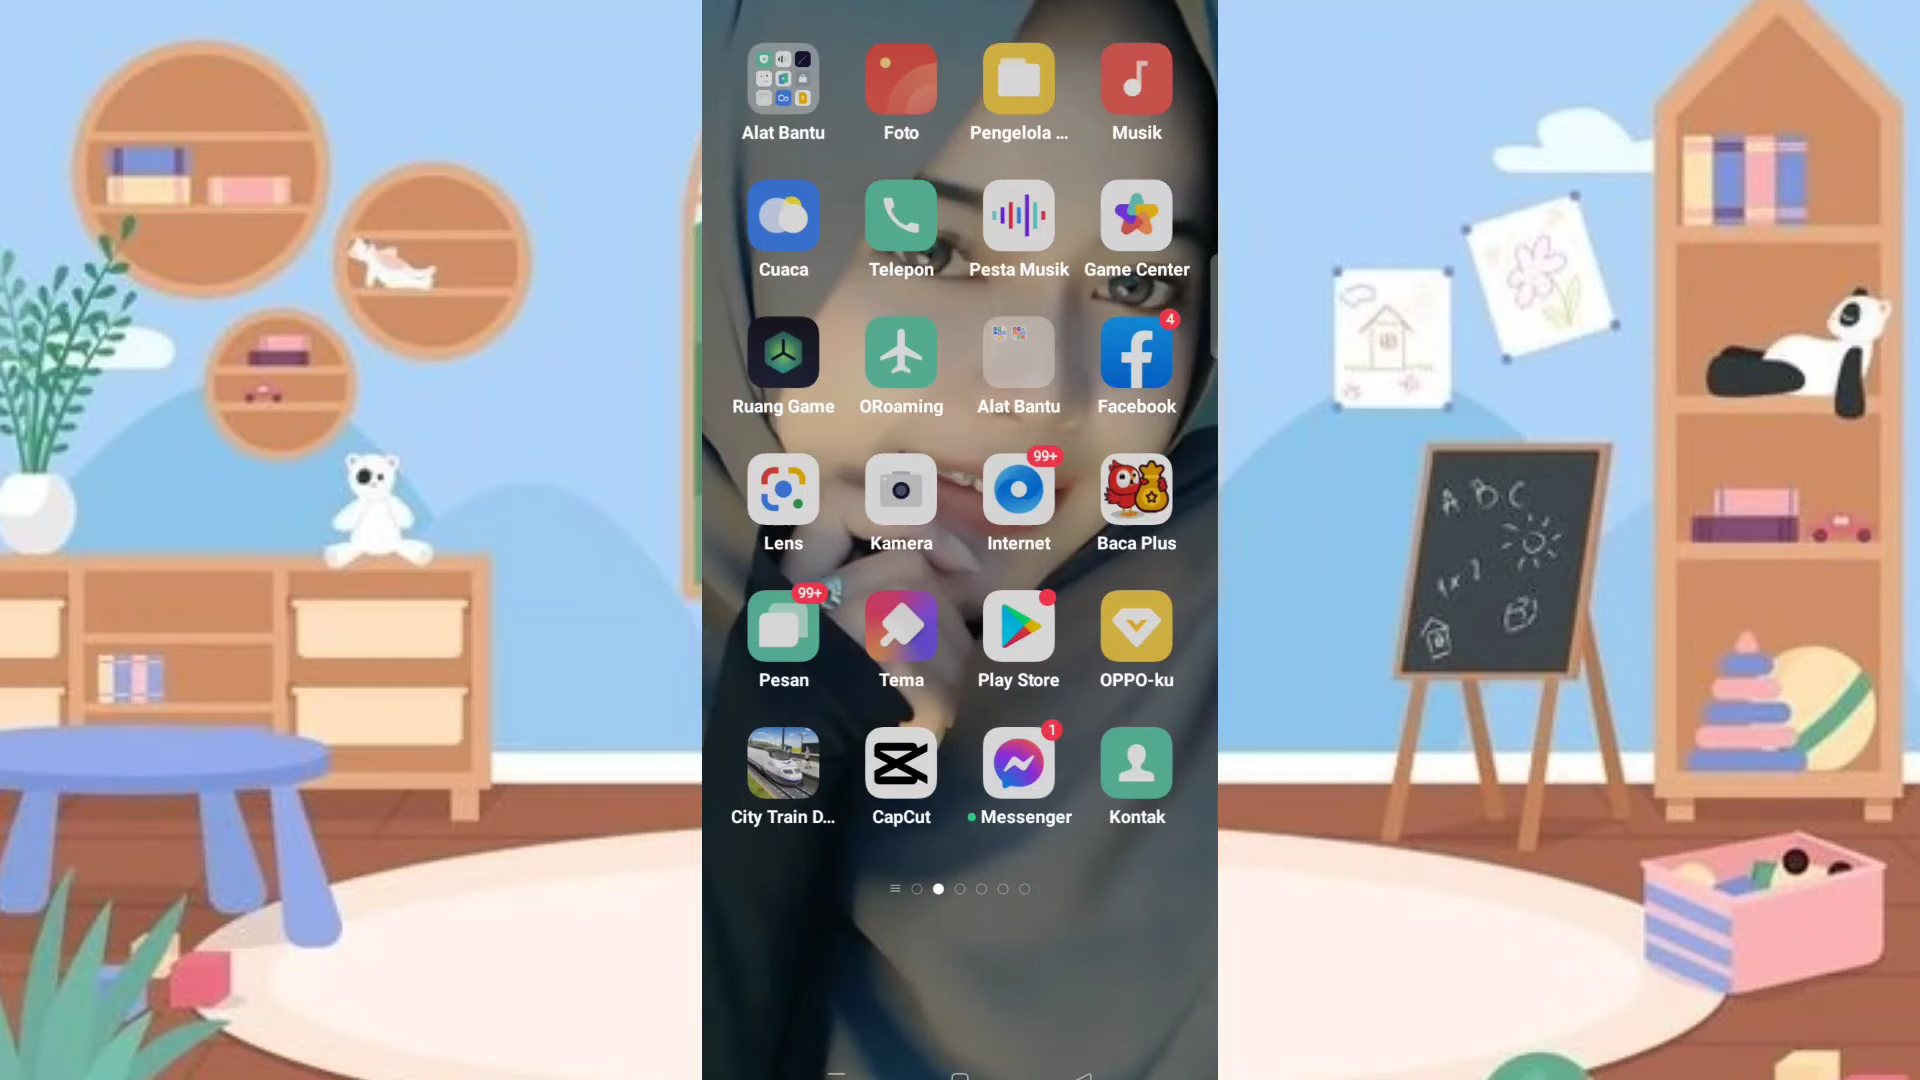 Alat Bantu Foto Pengelola ... Musik
Cuaca Telepon Pesta Musik Game Center
4
Ruang Game ORoaming Alat Bantu Facebook
99+
Lens Kamera Internet Baca Plus
A B C
99+
Pesan Tema Play Store OPPO-ku
1
City Train D... CapCut Messenger Kontak